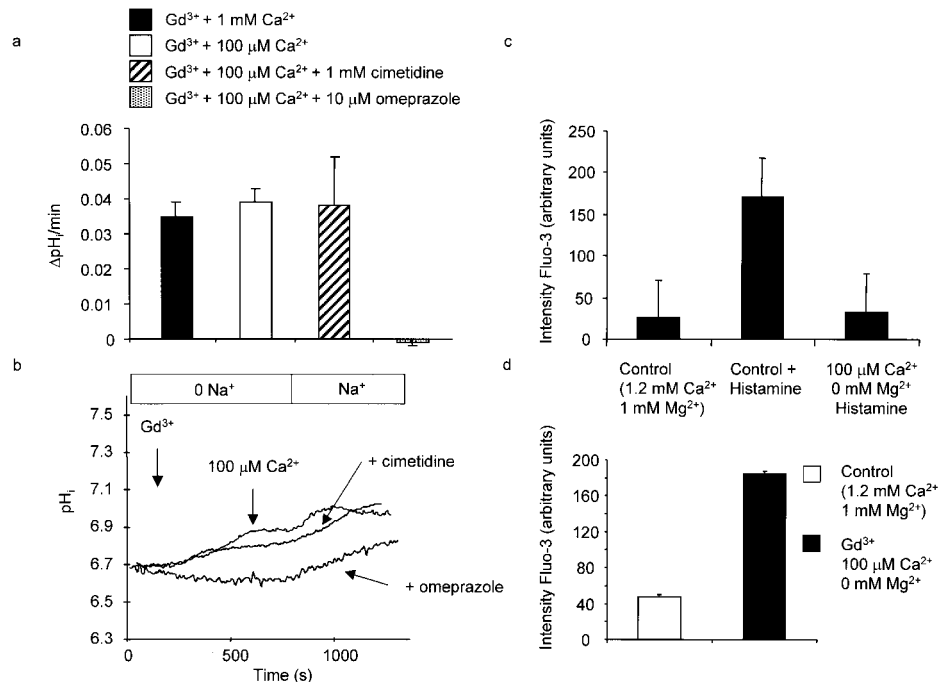 a
Gd³⁺ + 1 mM Ca²⁺
Gd³⁺ + 100 μM Ca²⁺
Gd³⁺ + 100 μM Ca²⁺ + 1 mM cimetidine
Gd³⁺ + 100 μM Ca²⁺ + 10 μM omeprazole
ΔpHᵢ/min
0.06
0.05
0.04
0.03
0.02
0.01
0
b
0 Na⁺
Na⁺
pHᵢ
7.5
7.3
7.1
6.9
6.7
6.5
6.3
Gd³⁺
100 μM Ca²⁺
+ cimetidine
+ omeprazole
0
500
1000
Time (s)
c
Intensity Fluo-3 (arbitrary units)
250
200
150
100
50
0
Control
(1.2 mM Ca²⁺
1 mM Mg²⁺)
Control +
Histamine
100 μM Ca²⁺
0 mM Mg²⁺
Histamine
d
Intensity Fluo-3 (arbitrary units)
200
160
120
80
40
0
Control
(1.2 mM Ca²⁺
1 mM Mg²⁺)
Gd³⁺
100 μM Ca²⁺
0 mM Mg²⁺